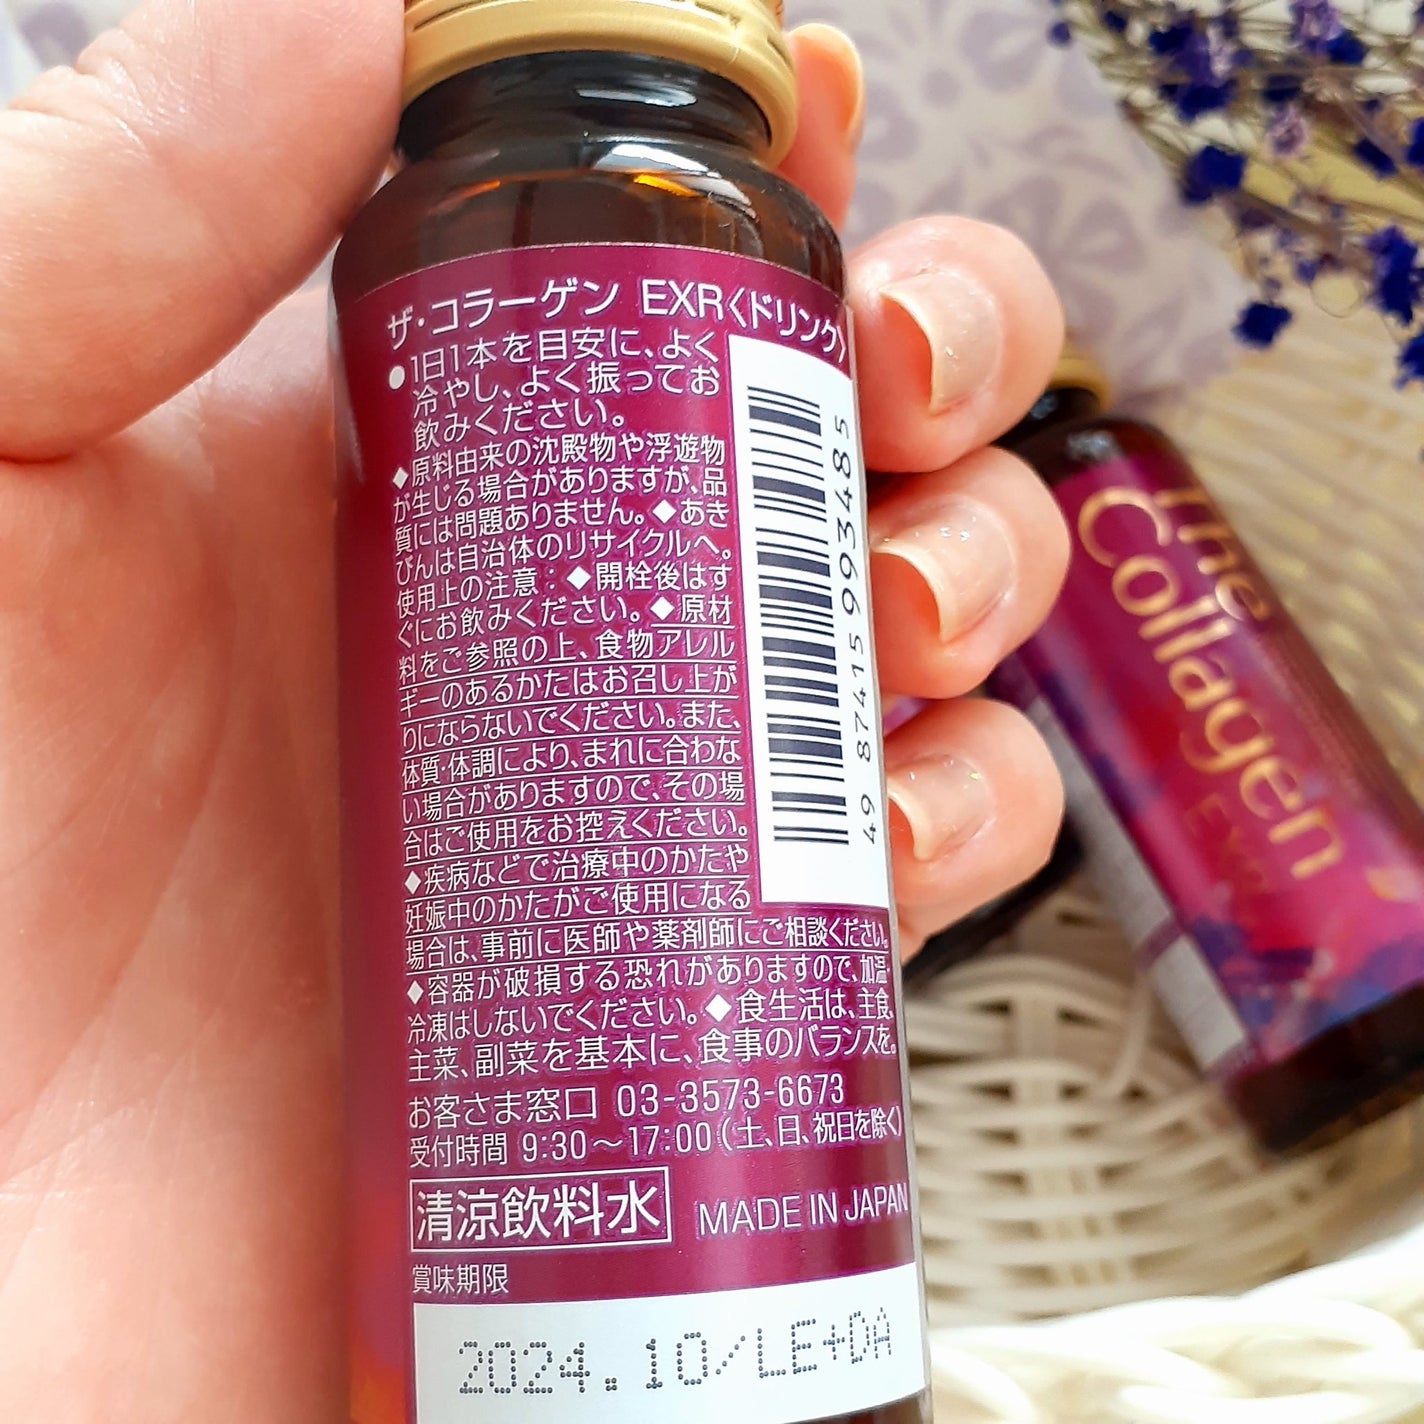 ザ・コラーゲン EXR〈ドリンク〉
●1日1本を目安に、よく
冷やし、よく振ってお
飲みください。
◆原料由来の沈殿物や浮遊物
が生じる場合がありますが、品
質には問題ありません。◆あき
びんは自治体のリサイクルへ。
使用上の注意：◆開栓後はす
ぐにお飲みください。◆原材
料をご参照の上、食物アレル
ギーのあるかたはお召し上が
りにならないでください。また、
体質・体調により、まれに合わな
い場合がありますので、その場
合はご使用をお控えください。
◆疾病などで治療中のかたや
妊娠中のかたがご使用になる
場合は、事前に医師や薬剤師にご相談ください。
◆容器が破損する恐れがありますので、加温・
冷凍はしないでください。◆食生活は、主食、
主菜、副菜を基本に、食事のバランスを。
お客さま窓口 03-3573-6673
受付時間 9:30～17:00（土、日、祝日を除く）
清涼飲料水 MADE IN JAPAN
賞味期限
2024.10/LE+DA
49 87415 993485
The
Collagen
EXR